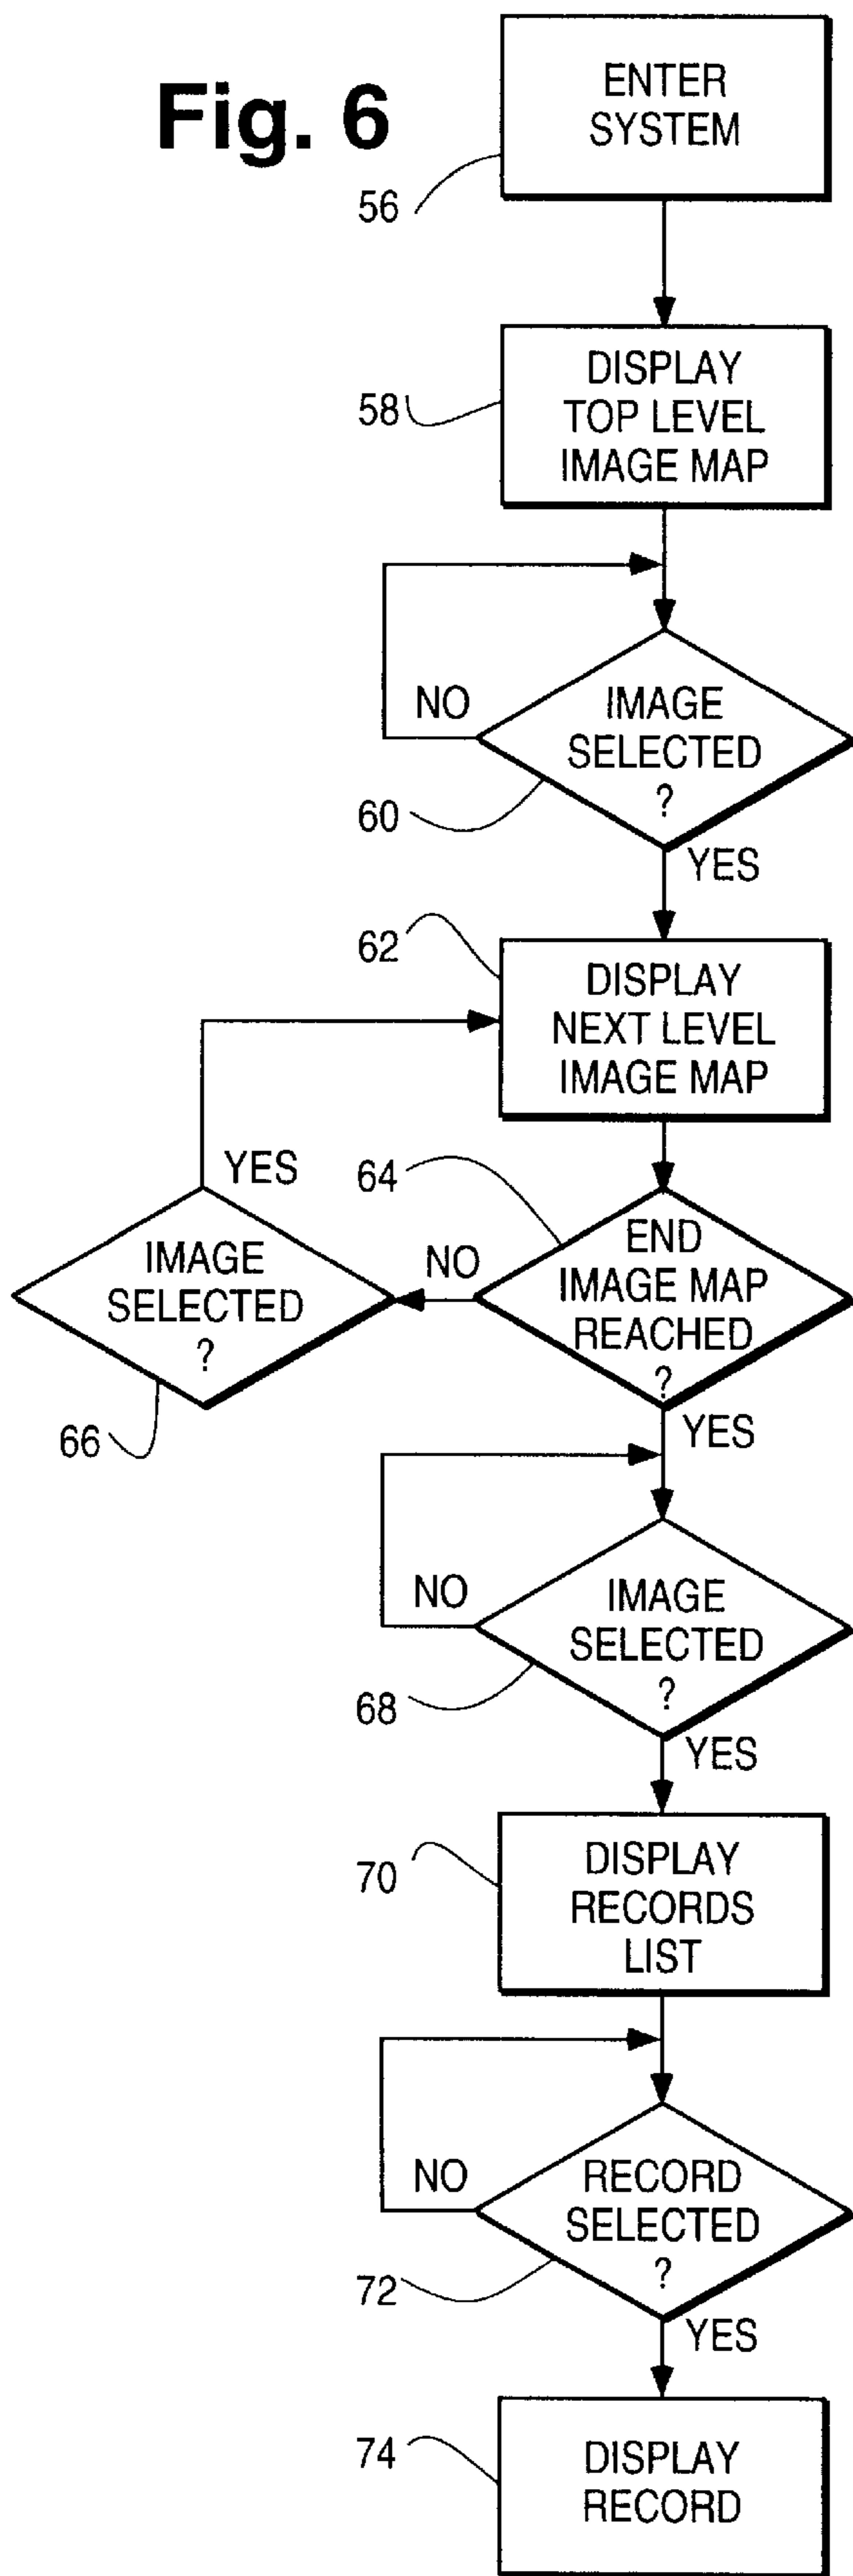 Fig. 6
ENTER
SYSTEM
56
DISPLAY
TOP LEVEL
IMAGE MAP
58
NO
IMAGE
SELECTED
?
60
YES
62
DISPLAY
NEXT LEVEL
IMAGE MAP
YES
64
END
IMAGE MAP
REACHED
?
NO
IMAGE
SELECTED
?
66
YES
NO
IMAGE
SELECTED
?
68
YES
70
DISPLAY
RECORDS
LIST
NO
RECORD
SELECTED
?
72
YES
74
DISPLAY
RECORD